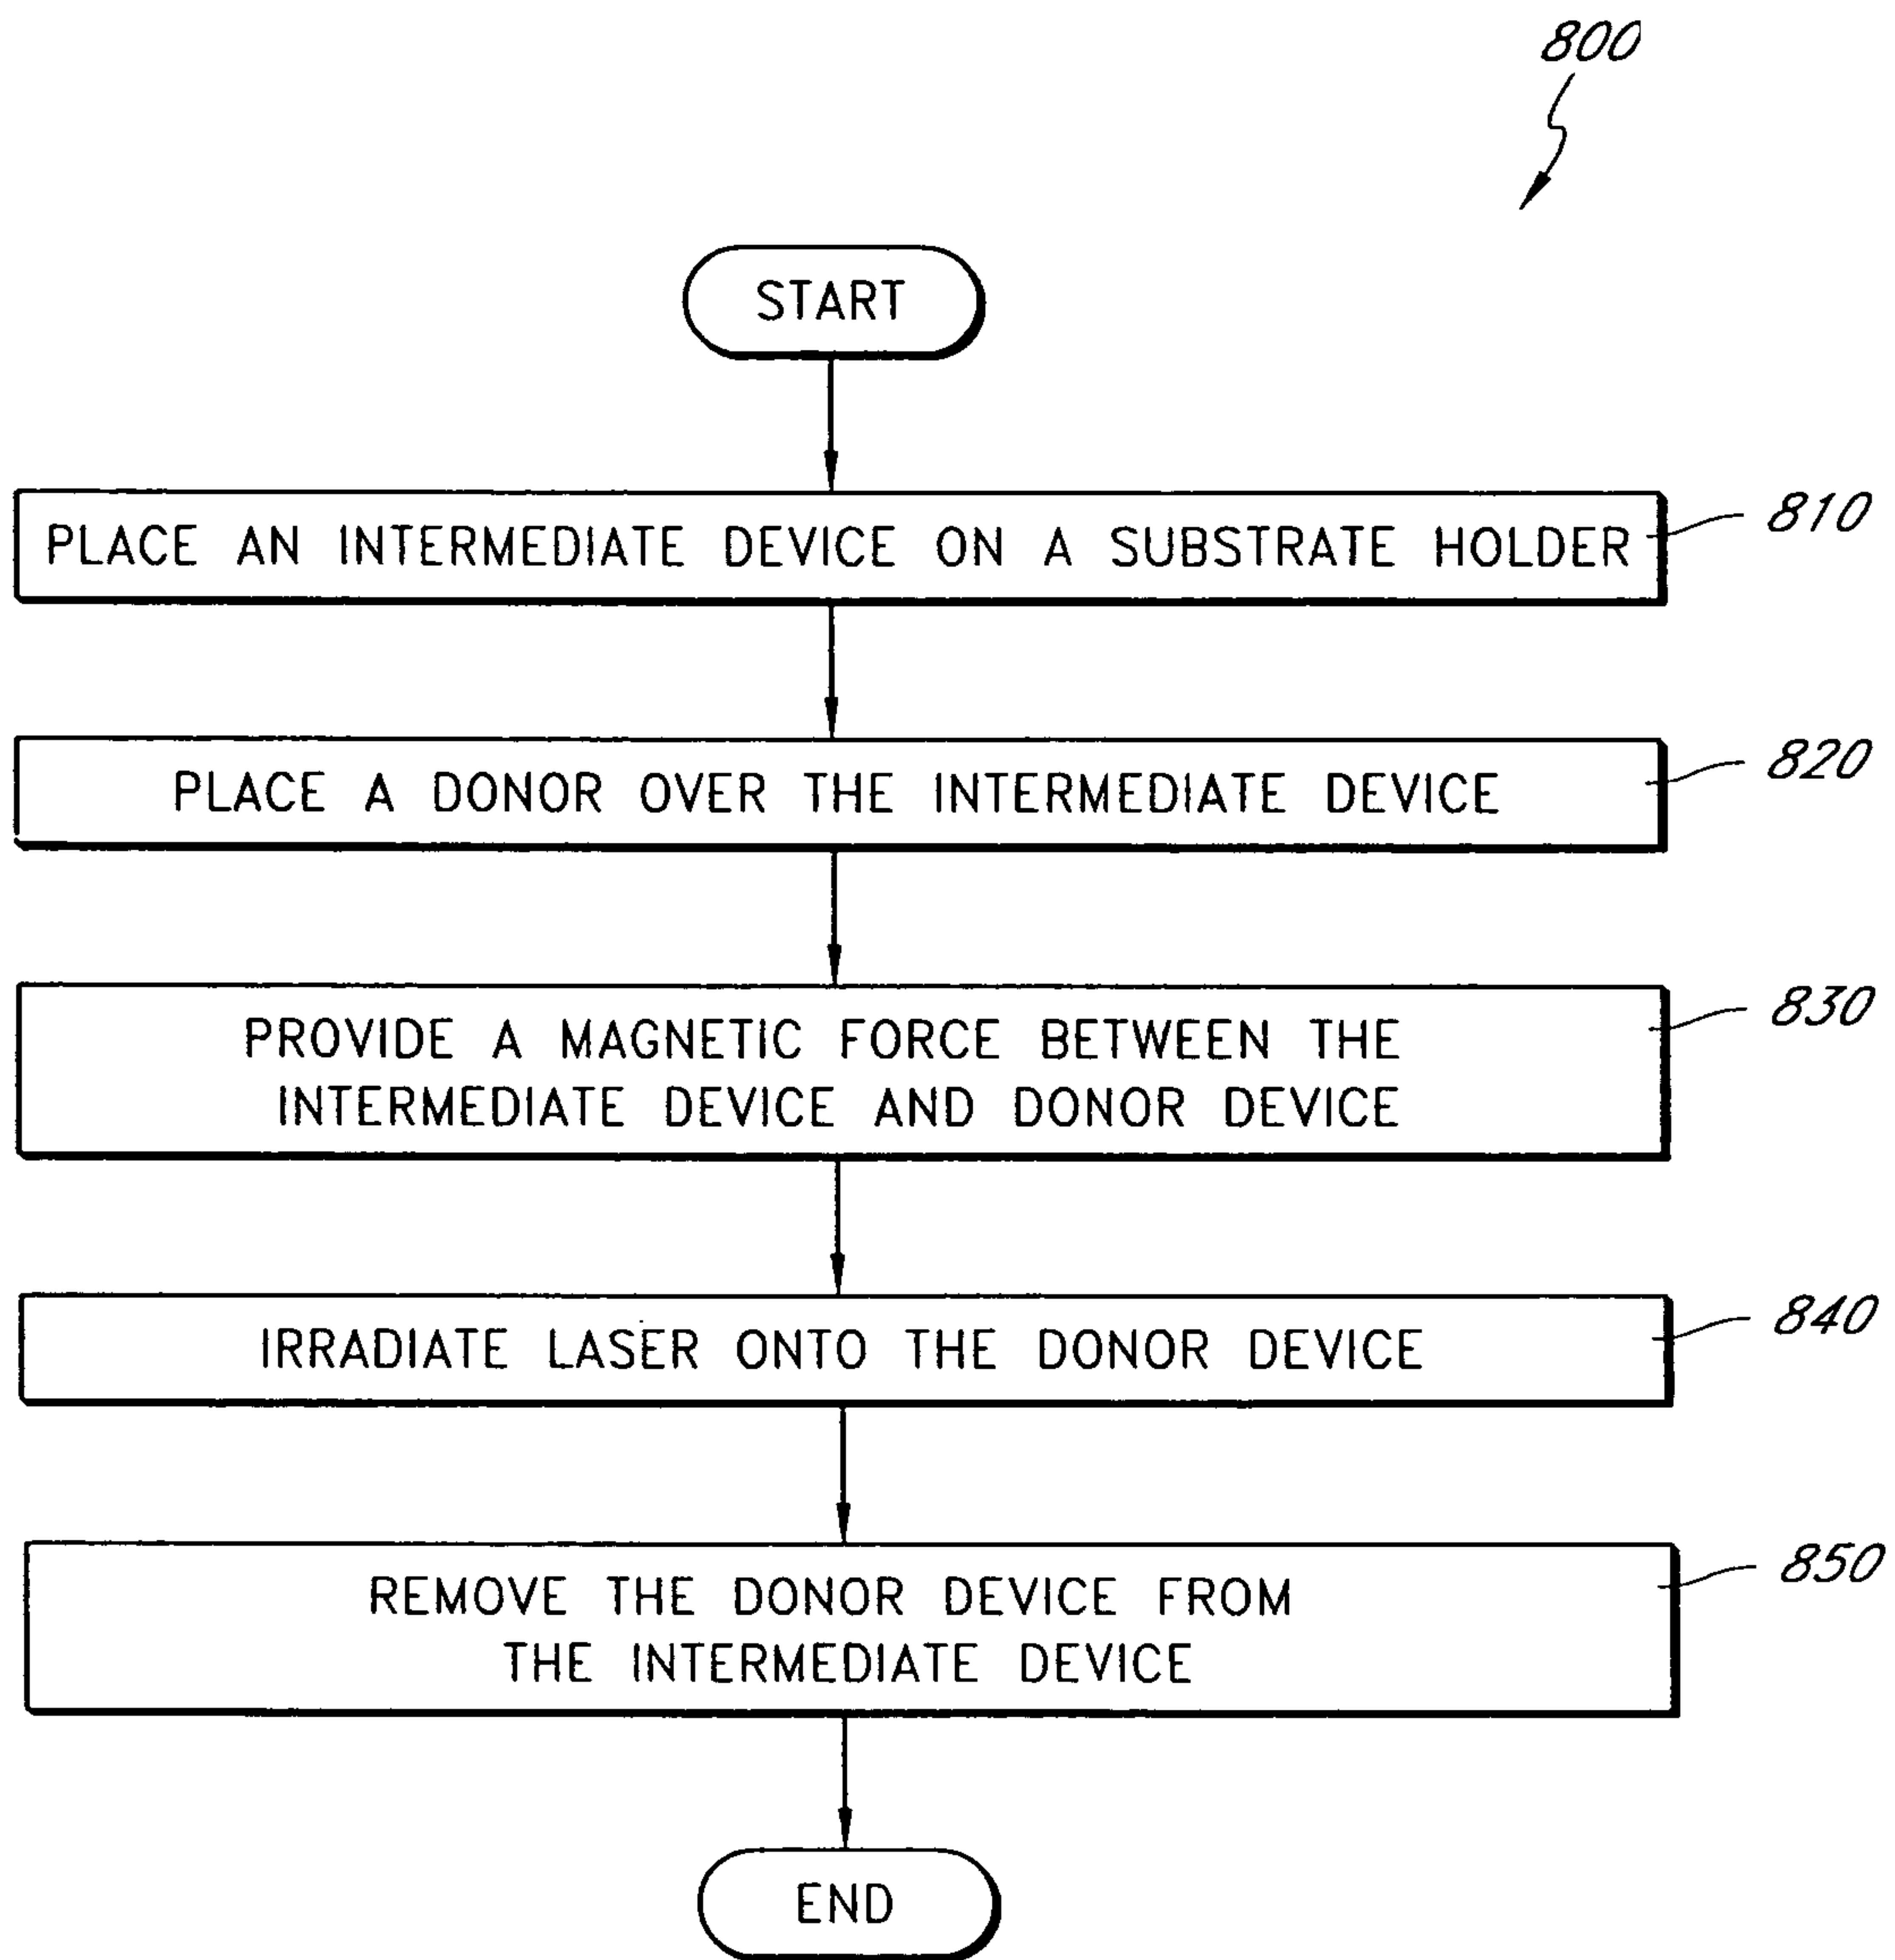 800
START
PLACE AN INTERMEDIATE DEVICE ON A SUBSTRATE HOLDER
810
PLACE A DONOR OVER THE INTERMEDIATE DEVICE
820
PROVIDE A MAGNETIC FORCE BETWEEN THE
INTERMEDIATE DEVICE AND DONOR DEVICE
830
IRRADIATE LASER ONTO THE DONOR DEVICE
840
REMOVE THE DONOR DEVICE FROM
THE INTERMEDIATE DEVICE
850
END